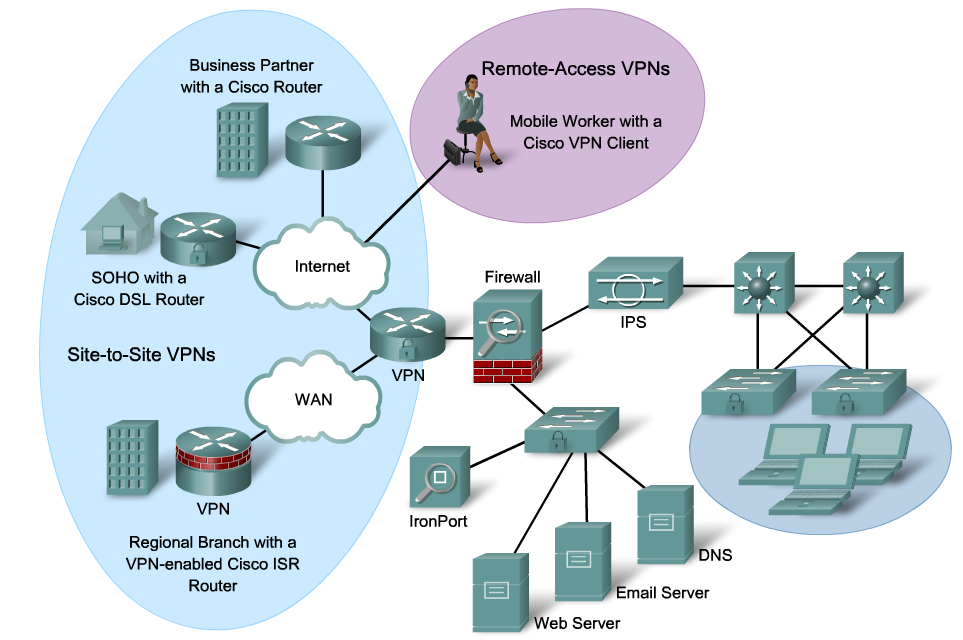 Business Partner
with a Cisco Router
Remote-Access VPNs
Mobile Worker with a
Cisco VPN Client
Internet
SOHO with a
Cisco DSL Router
Firewall
IPS
Site-to-Site VPNs
VPN
WAN
VPN
IronPort
Regional Branch with a
VPN-enabled Cisco ISR
Router
DNS
Email Server
Web Server